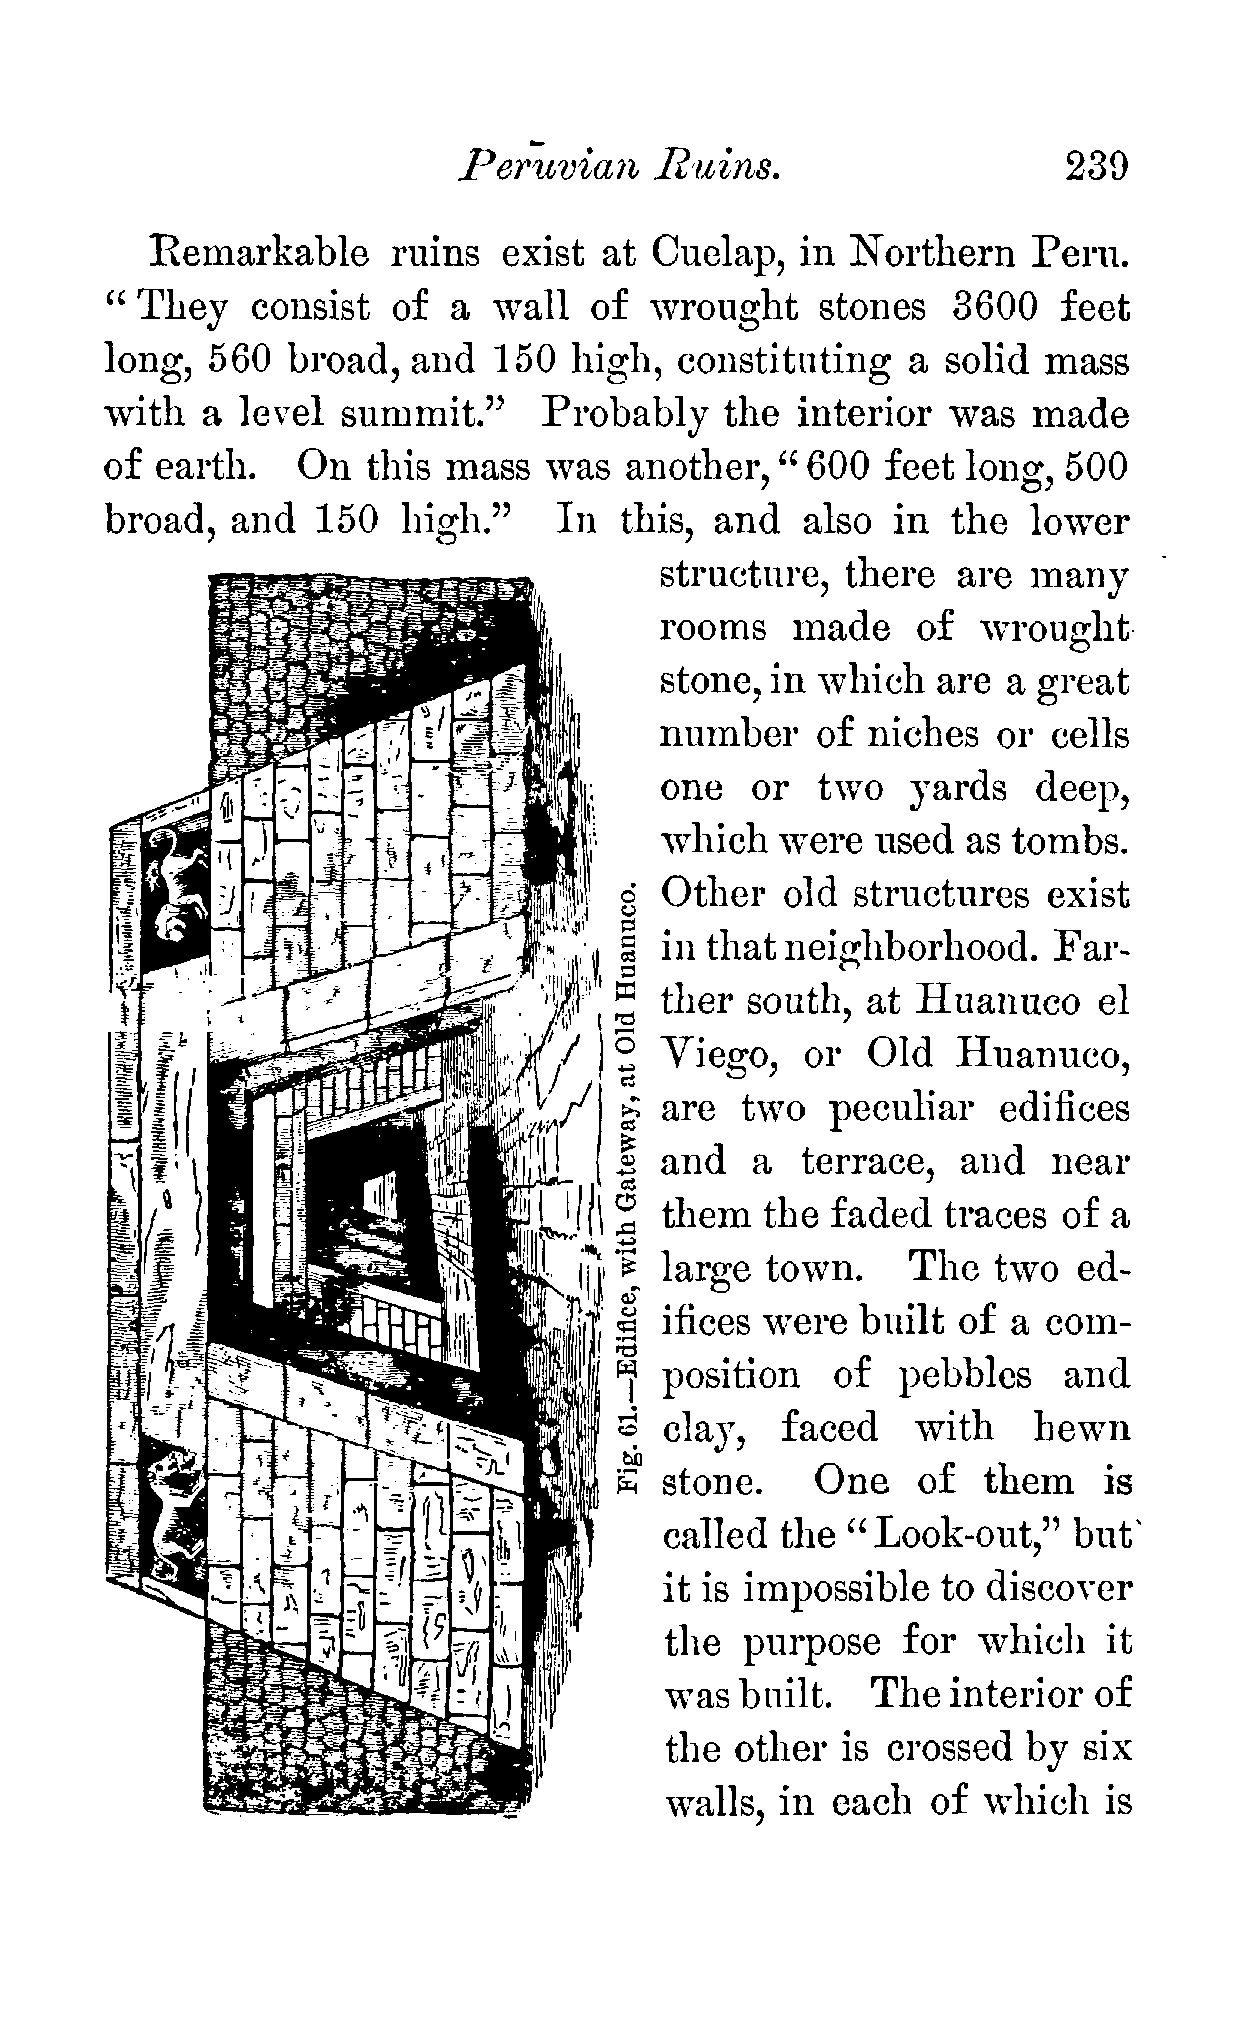 Peruvian Ruins. 239
Remarkable ruins exist at Cuelap, in Northern Peru.
“They consist of a wall of wrought stones 3600 feet
long, 560 broad, and 150 high, constituting a solid mass
with a level summit.” Probably the interior was made
of earth. On this mass was another, “600 feet long, 500
broad, and 150 high.” In this, and also in the lower
structure, there are many
rooms made of wrought
stone, in which are a great
number of niches or cells
one or two yards deep,
which were used as tombs.
Other old structures exist
in that neighborhood. Far-
ther south, at Huanuco el
Viego, or Old Huanuco,
are two peculiar edifices
and a terrace, and near
them the faded traces of a
large town. The two ed-
ifices were built of a com-
position of pebbles and
clay, faced with hewn
stone. One of them is
called the “Look-out,” but
it is impossible to discover
the purpose for which it
was built. The interior of
the other is crossed by six
walls, in each of which is
Fig. 61.—Edifice, with Gateway, at Old Huanuco.